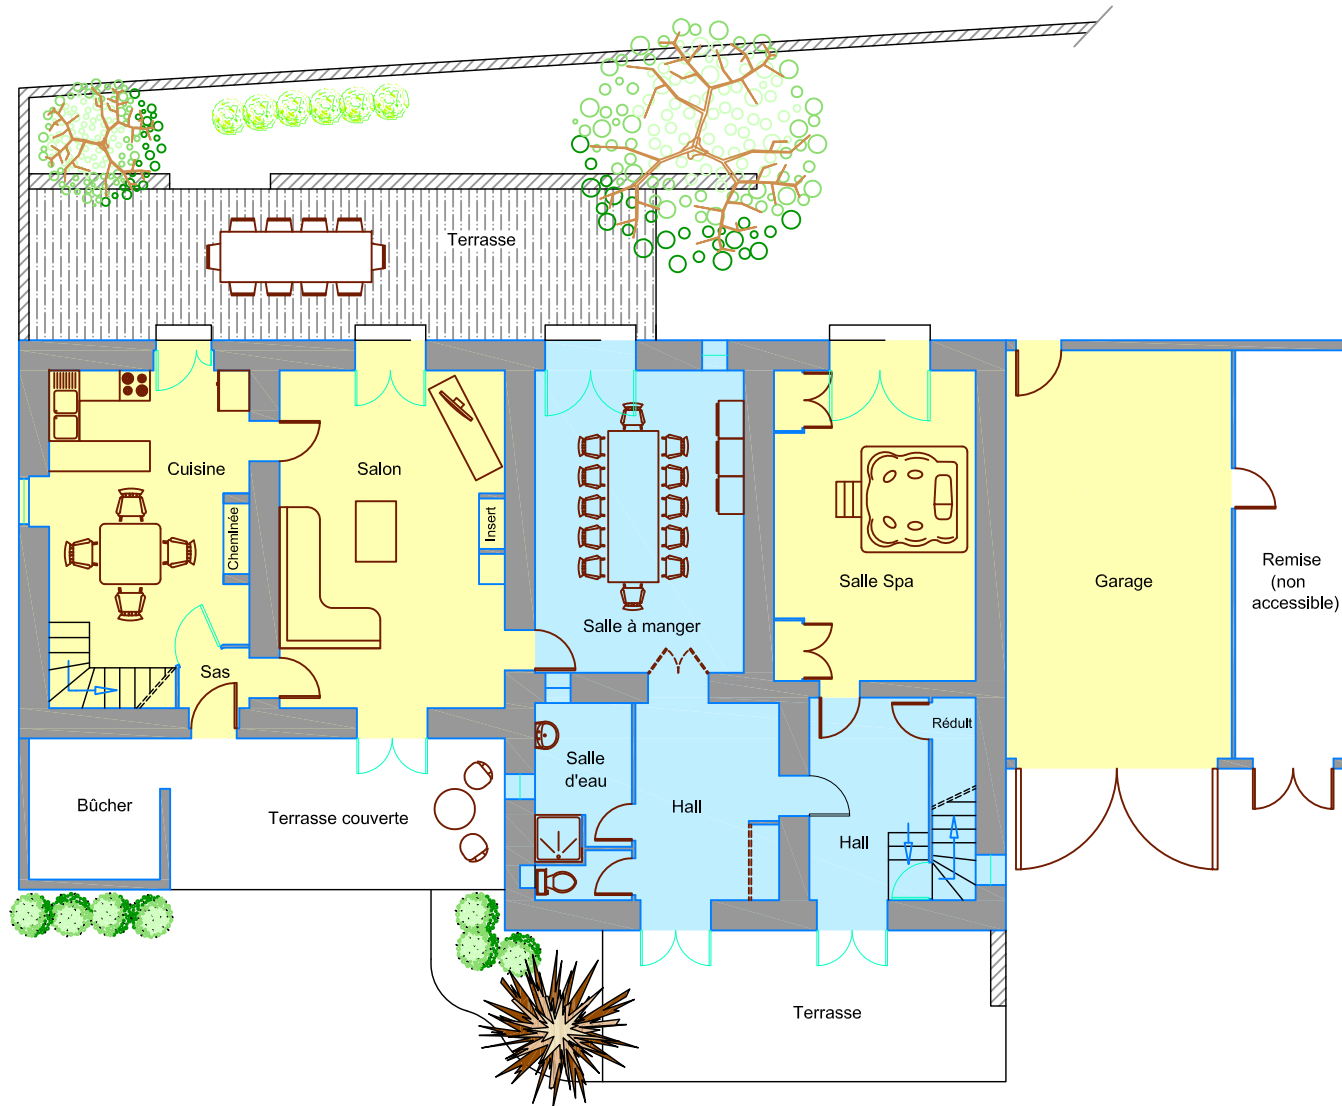 Terrasse
Cuisine
Salon
Cheminée
Insert
Salle à manger
Salle Spa
Garage
Remise
(non
accessible)
Sas
Réduit
Salle
d'eau
Bûcher
Terrasse couverte
Hall
Hall
Terrasse